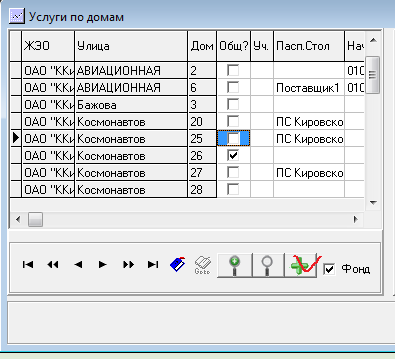 Услуги по домам
ЖЭО Улица Дом Общ? Уч. Пасп.Стол Нач
ОАО "ККи АВИАЦИОННАЯ 2 010
ОАО "ККи АВИАЦИОННАЯ 6 Поставщик1 010
ОАО "ККи Бажова 3
ОАО "ККи Космонавтов 20 ПС Кировско
ОАО "ККи Космонавтов 25 ПС Кировско
ОАО "ККи Космонавтов 26
ОАО "ККи Космонавтов 27 ПС Кировско
ОАО "ККи Космонавтов 28
Goto Фонд